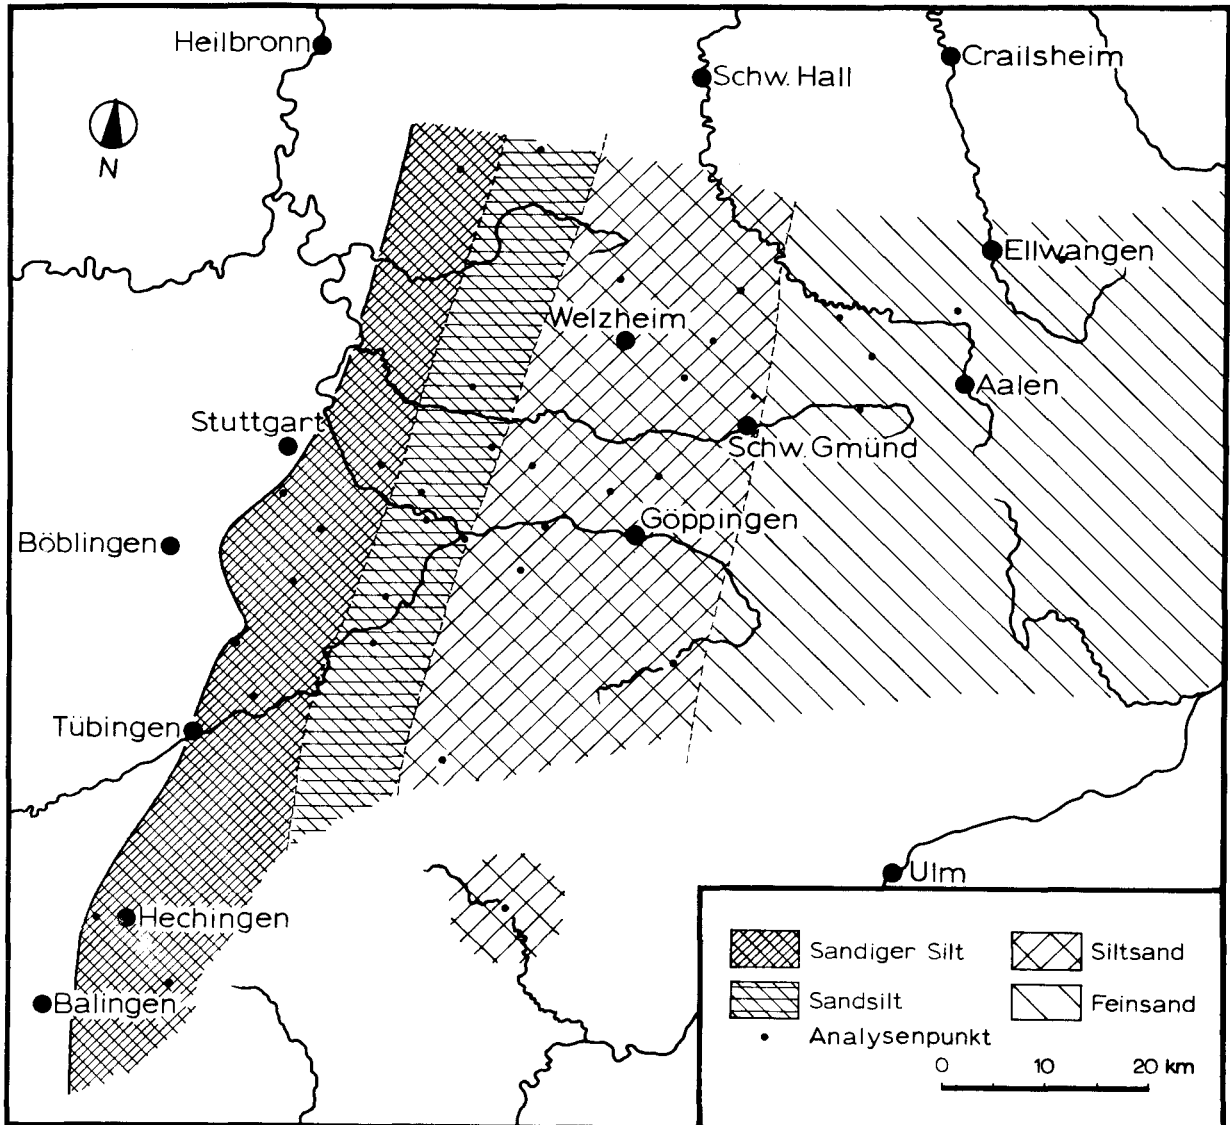 Heilbronn
Schw. Hall
Crailsheim
N
Ellwangen
Welzheim
Aalen
Stuttgart
Schw. Gmünd
Göppingen
Böblingen
Tübingen
Ulm
Hechingen
Balingen
Sandiger Silt
Siltsand
Sandsilt
Feinsand
Analysenpunkt
0 10 20 km